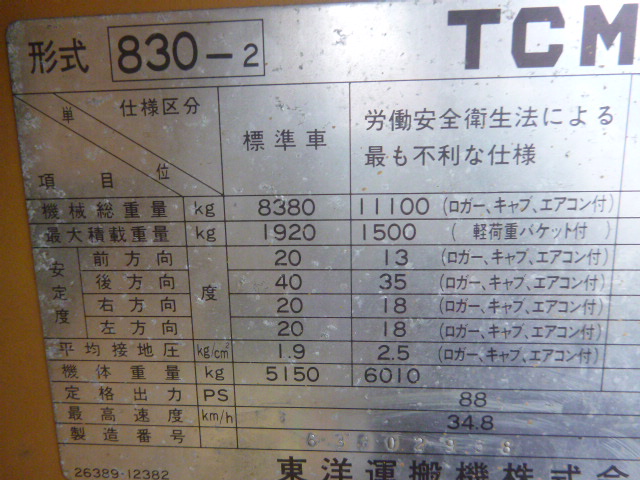 形式 830-2 TCM
単 仕様区分 標準車 労働安全衛生法による
最も不利な仕様
項目 位
機械総重量 kg 8380 11100 (ロガー、キャブ、エアコン付)
最大積載重量 kg 1920 1500 (軽荷重バケット付)
安定度 前方向 度 20 13 (ロガー、キャブ、エアコン付)
後方向 40 35 (ロガー、キャブ、エアコン付)
右方向 20 18 (ロガー、キャブ、エアコン付)
左方向 20 18 (ロガー、キャブ、エアコン付)
平均接地圧 kg/cm 1.9 2.5 (ロガー、キャブ、エアコン付)
機体重量 kg 5150 6010
定格出力 PS 88
最高速度 km/h 34.8
製造番号
26389-12382 東洋運搬機株式会